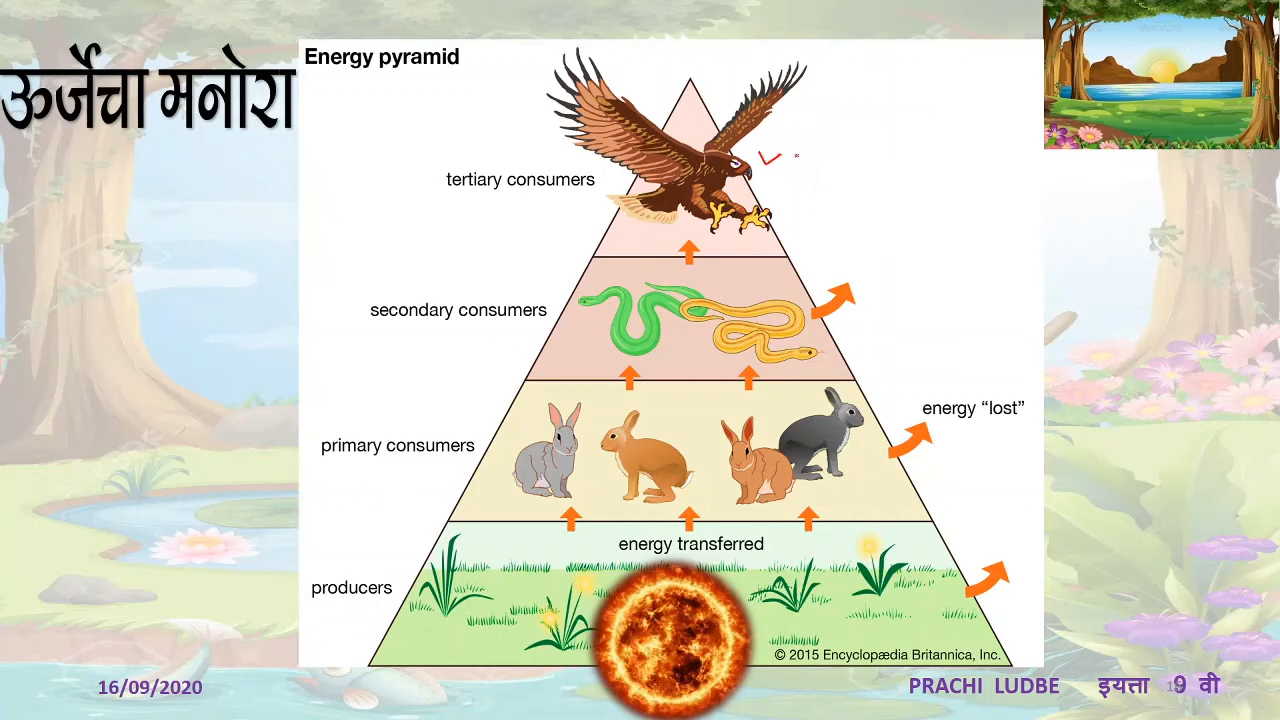 ऊर्जेचा मनोरा
Energy pyramid
tertiary consumers
secondary consumers
energy “lost”
primary consumers
energy transferred
producers
© 2015 Encyclopædia Britannica, Inc.
16/09/2020
PRACHI LUDBE इयत्ता 9 वी